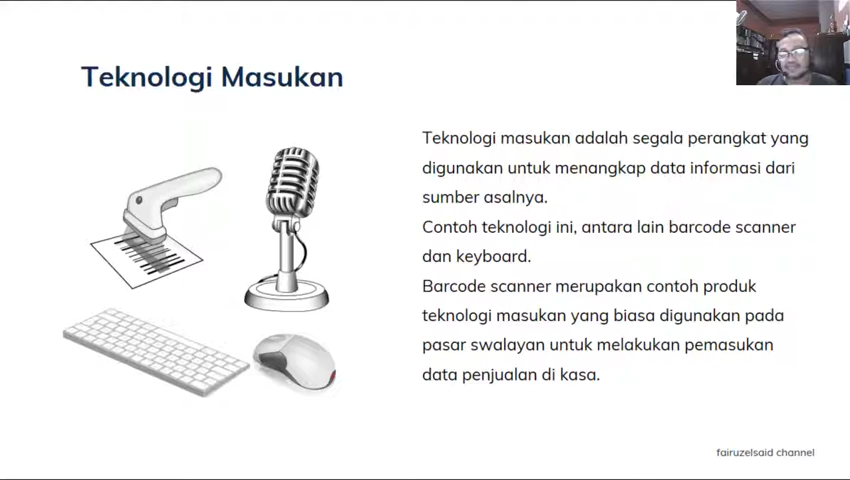 Teknologi Masukan
Teknologi masukan adalah segala perangkat yang
digunakan untuk menangkap data informasi dari
sumber asalnya.
Contoh teknologi ini, antara lain barcode scanner
dan keyboard.
Barcode scanner merupakan contoh produk
teknologi masukan yang biasa digunakan pada
pasar swalayan untuk melakukan pemasukan
data penjualan di kasa.
fairuzelsaid channel